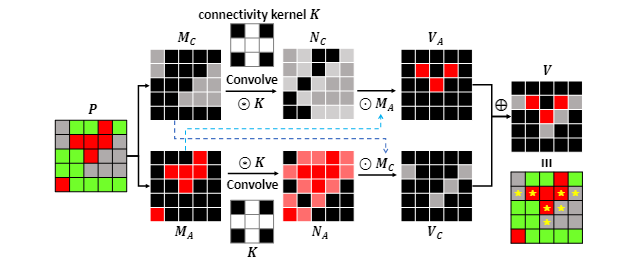 connectivity kernel K
M_C
N_C
V_A
Convolve
⊙ K
⊙ M_A
V
P
⊕
⊙ K
Convolve
⊙ M_C
M_A
N_A
V_C
K